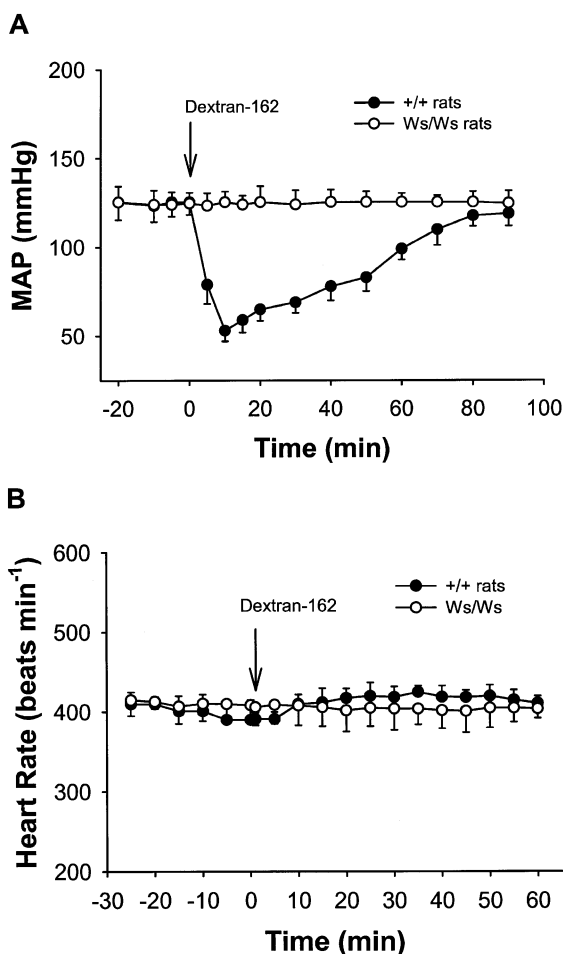 A
200
150
100
50
MAP (mmHg)
Dextran-162
+/+ rats
Ws/Ws rats
-20 0 20 40 60 80 100
Time (min)
B
600
500
400
300
200
Heart Rate (beats min-1)
Dextran-162
+/+ rats
Ws/Ws
-30 -20 -10 0 10 20 30 40 50 60
Time (min)